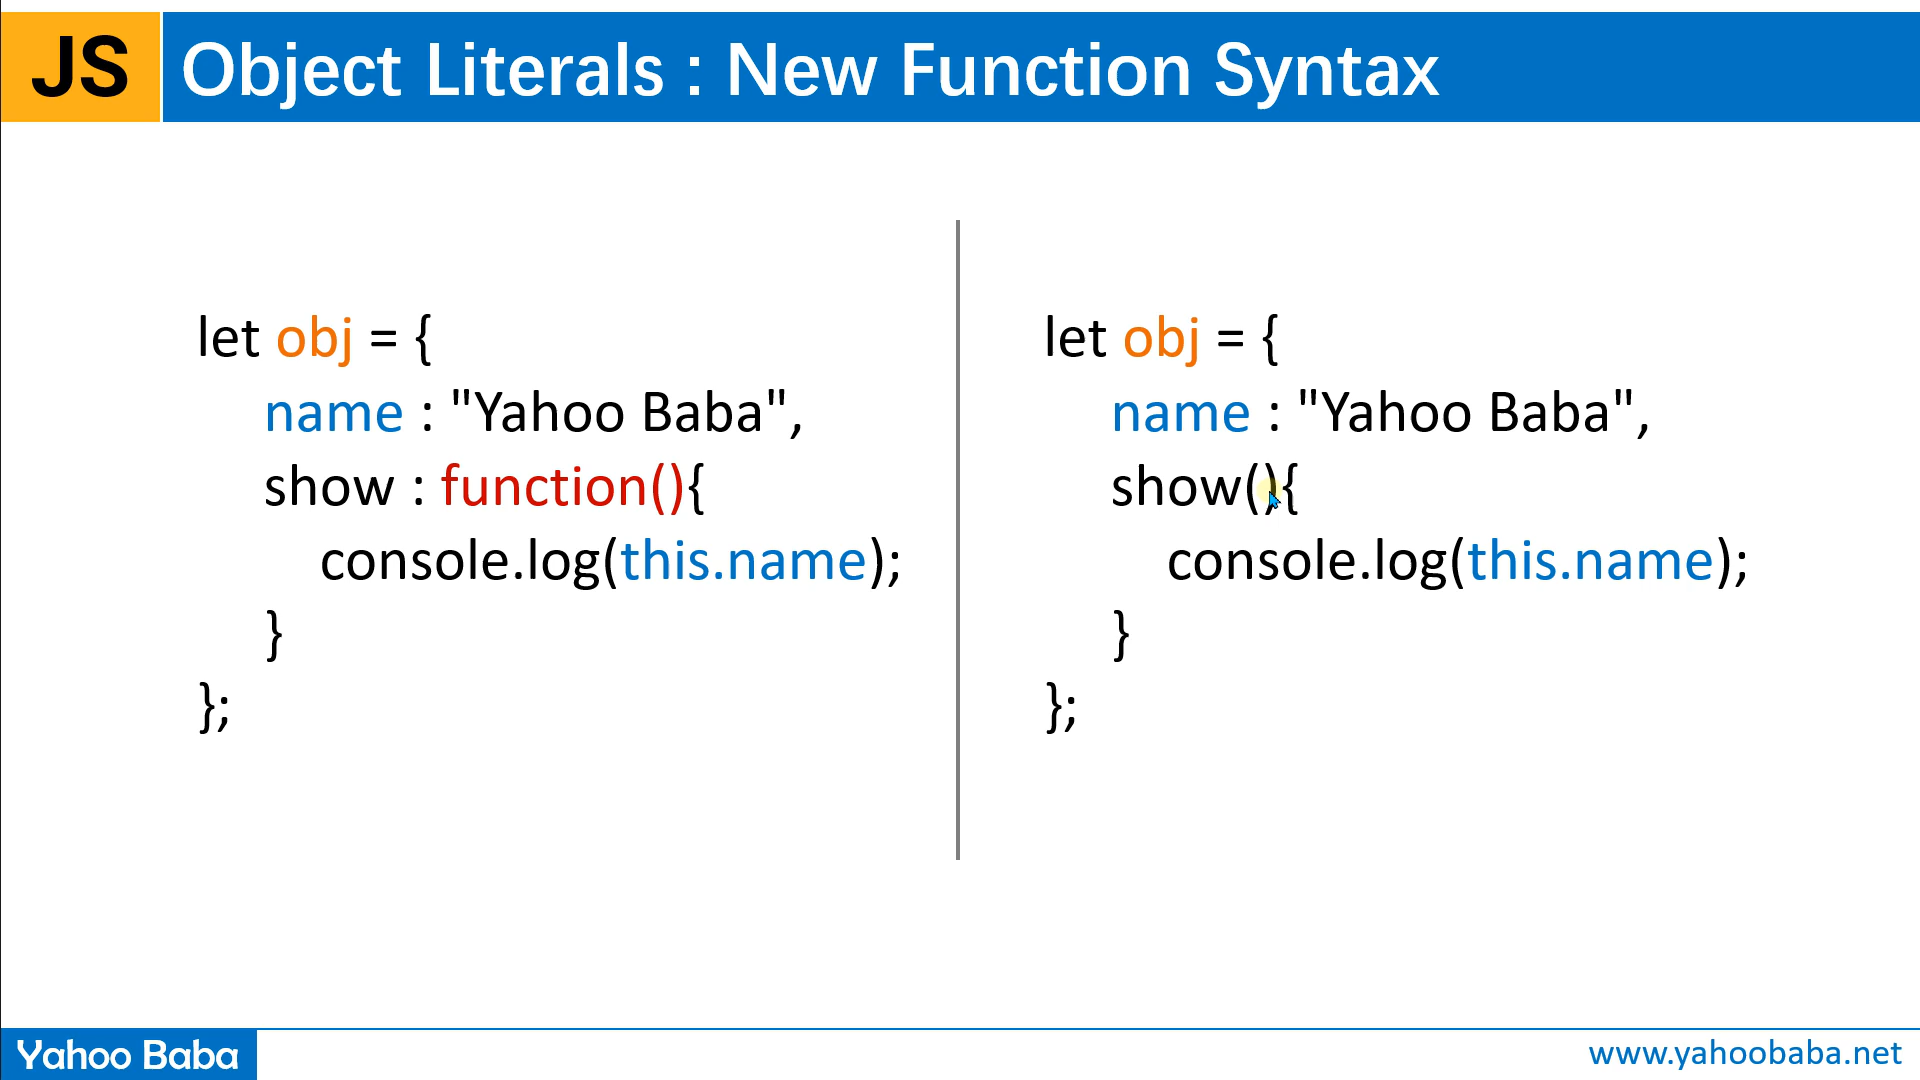 JS
Object Literals : New Function Syntax
let obj = {
name : "Yahoo Baba",
show : function(){
console.log(this.name);
}
};
let obj = {
name : "Yahoo Baba",
show(){
console.log(this.name);
}
};
Yahoo Baba
www.yahoobaba.net